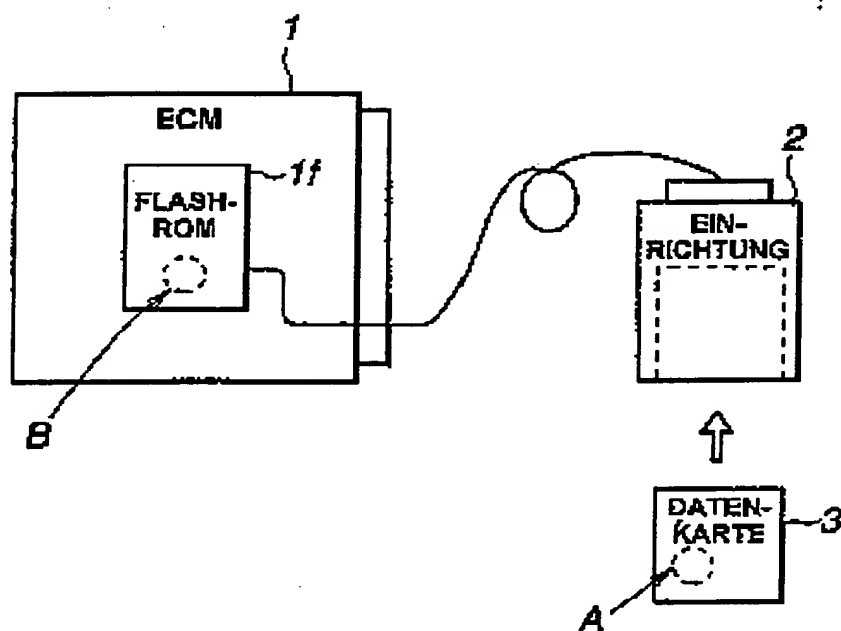 1
ECM
1f
FLASH-
ROM
B
2
EIN-
RICHTUNG
DATEN-
KARTE
3
A